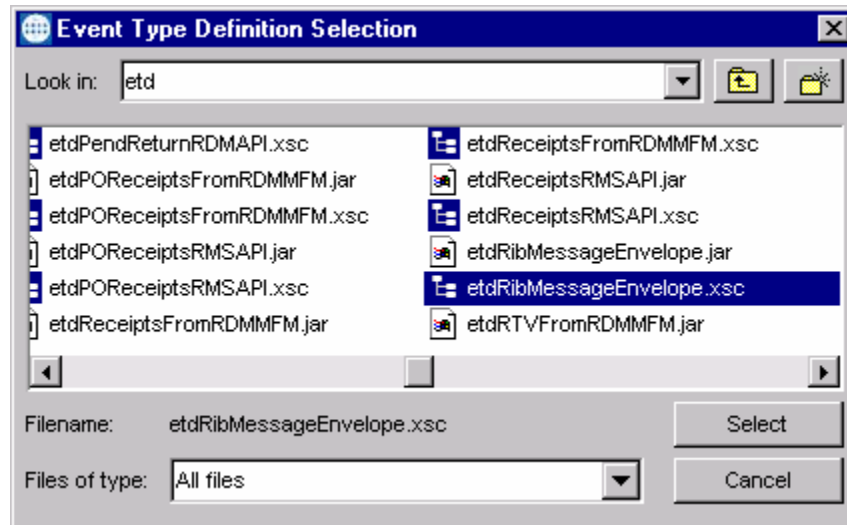 Event Type Definition Selection
Look in: etd
etdPendReturnRDMAPI.xsc
etdPOReceiptsFromRDMMFM.jar
etdPOReceiptsFromRDMMFM.xsc
etdPOReceiptsRMSAPI.jar
etdPOReceiptsRMSAPI.xsc
etdReceiptsFromRDMMFM.jar
etdReceiptsFromRDMMFM.xsc
etdReceiptsRMSAPI.jar
etdReceiptsRMSAPI.xsc
etdRibMessageEnvelope.jar
etdRibMessageEnvelope.xsc
etdRTVFromRDMMFM.jar
Filename: etdRibMessageEnvelope.xsc Select
Files of type: All files Cancel